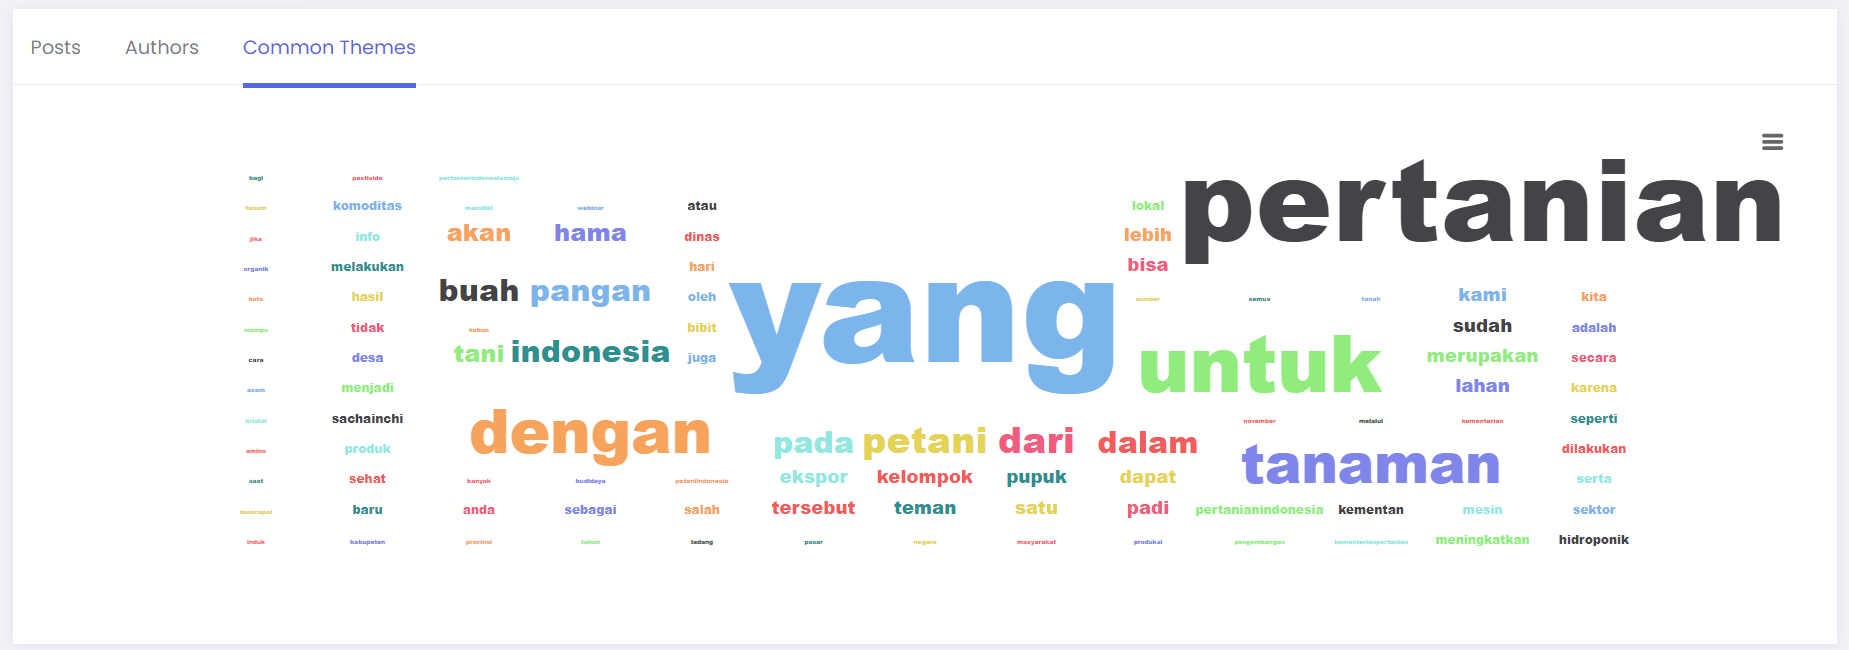 Posts Authors Common Themes
bagi pestisida pertanianindonesiamaju
tanam komoditas memiliki webinar atau lokal pertanian
jika info akan hama dinas lebih
organik melakukan hari bisa
kota hasil buah pangan oleh yang sumber semua tanah kami kita
mampu tidak kebun bibit sudah adalah
cara desa tani indonesia juga untuk merupakan secara
asam menjadi lahan karena
kristal sachainchi dengan november melalui kementerian seperti
amino produk pada petani dari dalam tanaman dilakukan
saat sehat banyak budidaya petaniindonesia ekspor kelompok pupuk dapat serta
mencapai baru anda sebagai salah tersebut teman satu padi pertanianindonesia kementan mesin sektor
induk kabupaten provinsi tahun ladang pasar negara masyarakat produksi pengembangan kementerianpertanian meningkatkan hidroponik